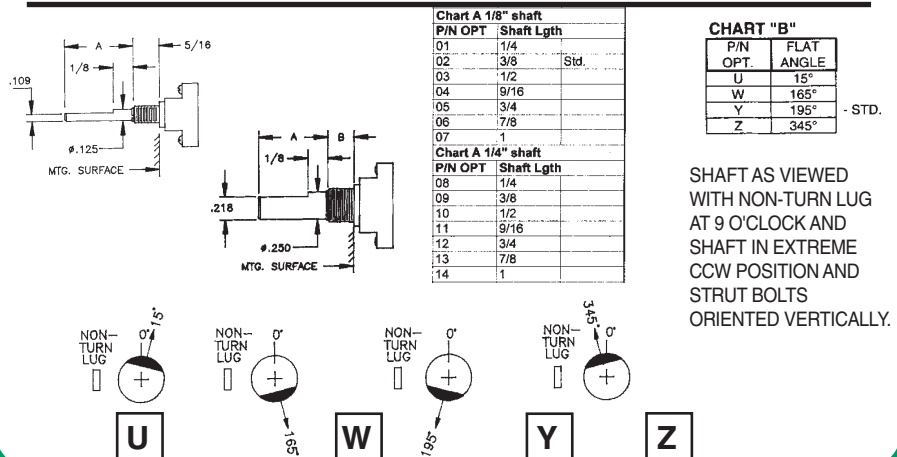 A
5/16
1/8
.109
ø.125
MTG. SURFACE
A
B
1/8
.218
ø.250
MTG. SURFACE
Chart A 1/8" shaft
P/N OPT Shaft Lgth
01 1/4
02 3/8 Std.
03 1/2
04 9/16
05 3/4
06 7/8
07 1
Chart A 1/4" shaft
P/N OPT Shaft Lgth
08 1/4
09 3/8
10 1/2
11 9/16
12 3/4
13 7/8
14 1
CHART "B"
P/N OPT. FLAT ANGLE
U 15°
W 165°
Y 195° - STD.
Z 345°
SHAFT AS VIEWED
WITH NON-TURN LUG
AT 9 O'CLOCK AND
SHAFT IN EXTREME
CCW POSITION AND
STRUT BOLTS
ORIENTED VERTICALLY.
NON-
TURN
LUG
0°
15°
NON-
TURN
LUG
0°
165°
NON-
TURN
LUG
0°
195°
NON-
TURN
LUG
345°
0°
U
W
Y
Z